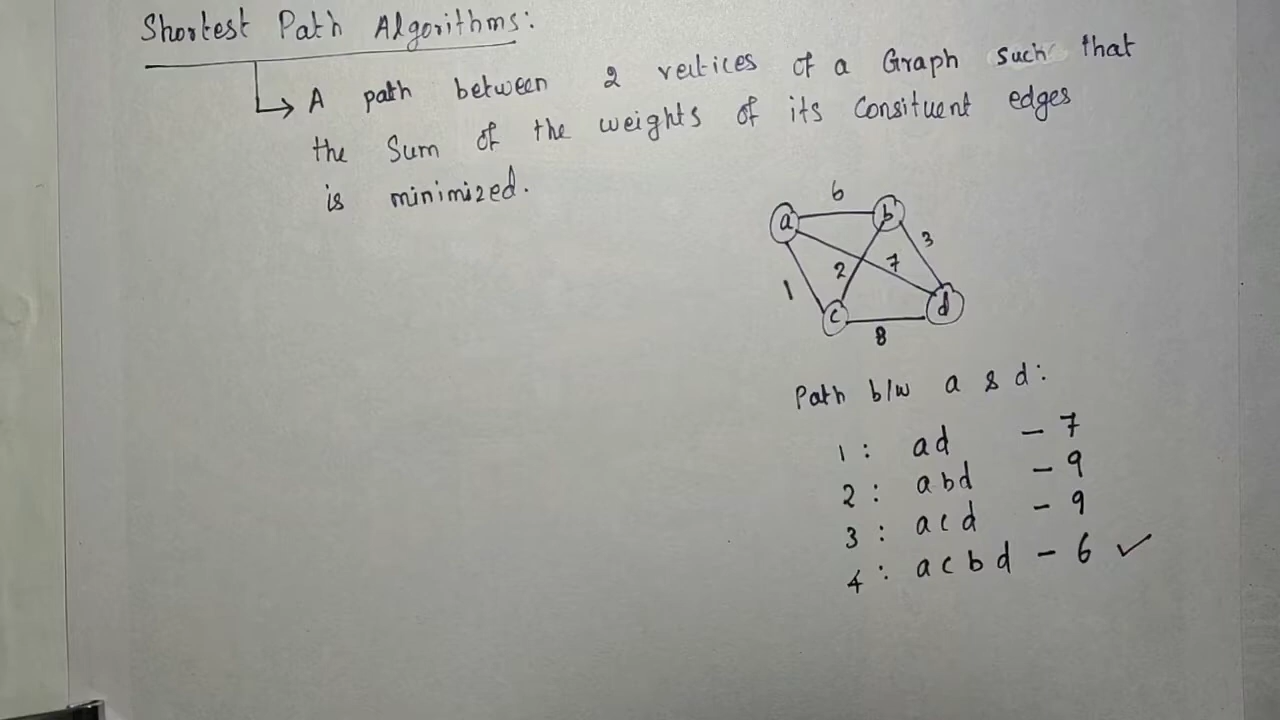 Shortest Path Algorithms:
A path between 2 vertices of a Graph such that
the Sum of the weights of its Consituent edges
is minimized.
6
a b
3
2 7
1
c d
8
Path b/w a & d:
1: ad - 7
2: abd - 9
3: acd - 9
4: acbd - 6 ✓